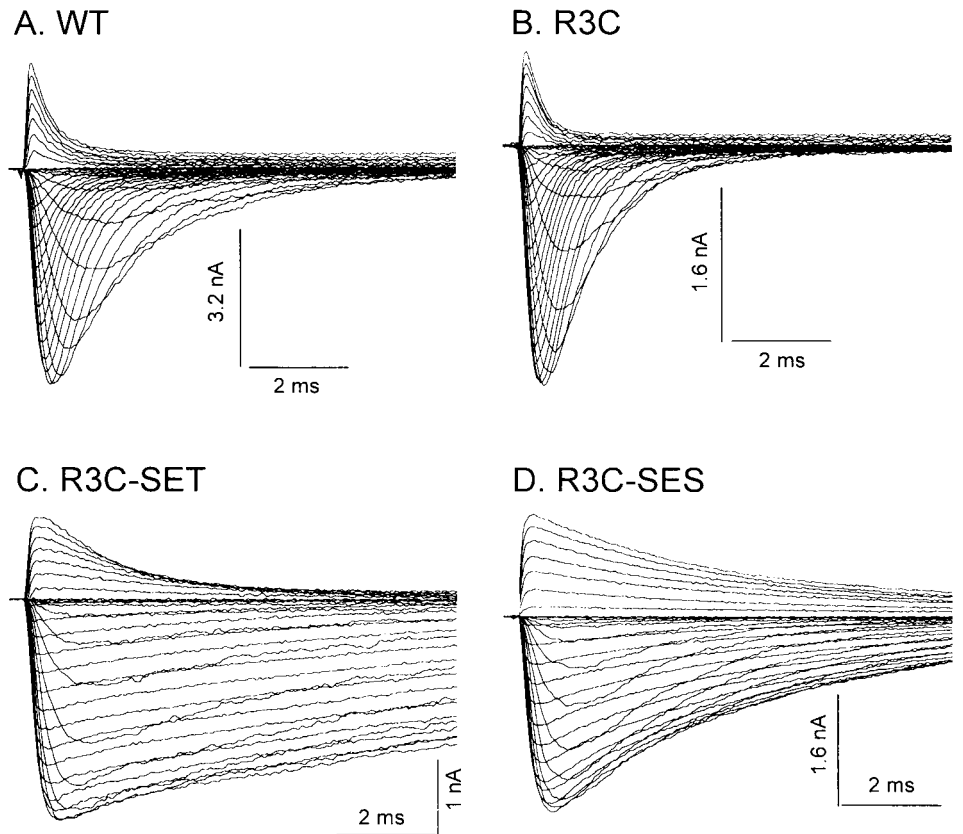 A. WT
B. R3C
3.2 nA
2 ms
1.6 nA
2 ms
C. R3C-SET
D. R3C-SES
2 ms
1 nA
1.6 nA
2 ms